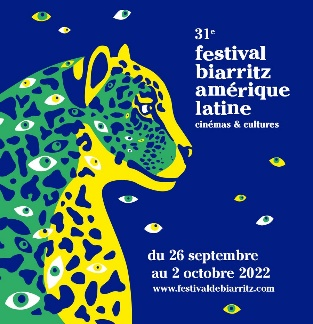 31e
festival
biarritz
amérique
latine
cinémas & cultures
du 26 septembre
au 2 octobre 2022
www.festivaldebiarritz.com